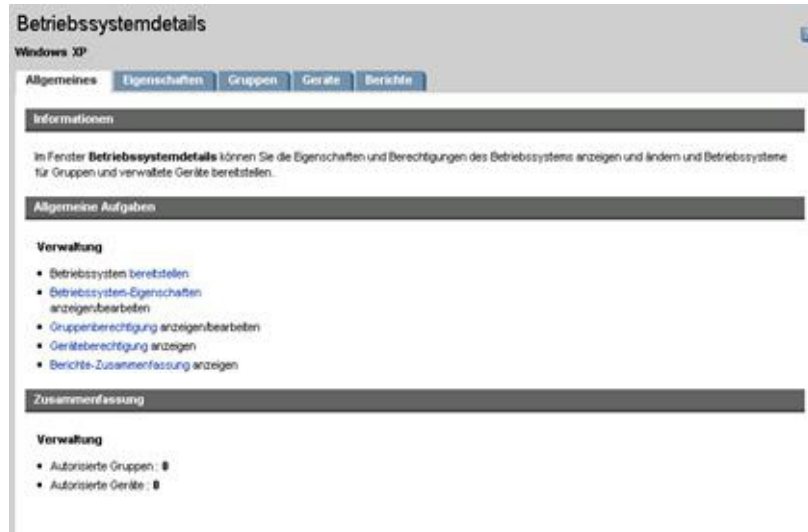 Betriebssystemdetails
Windows XP
Allgemeines Eigenschaften Gruppen Geräte Berichte
Informationen
Im Fenster Betriebssystemdetails können Sie die Eigenschaften und Berechtigungen des Betriebssystems anzeigen und ändern und Betriebssysteme
für Gruppen und verwaltete Geräte bereitstellen.
Allgemeine Aufgaben
Verwaltung
• Betriebssystem bereitstellen
• Betriebssystem-Eigenschaften
anzeigen/bearbeiten
• Gruppenberechtigung anzeigen/bearbeiten
• Geräteberechtigung anzeigen
• Berichte-Zusammenfassung anzeigen
Zusammenfassung
Verwaltung
• Autorisierte Gruppen : 0
• Autorisierte Geräte : 0